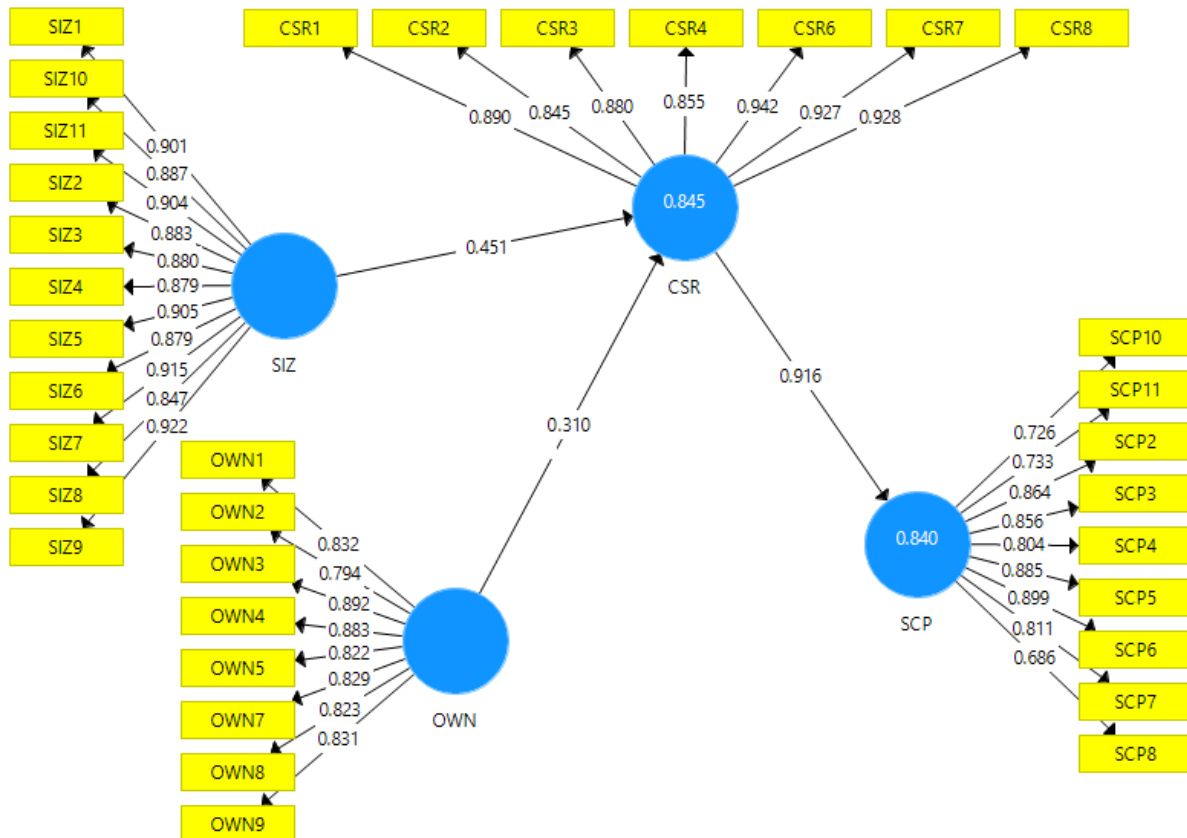 SIZ1
SIZ10
SIZ11
SIZ2
SIZ3
SIZ4
SIZ5
SIZ6
SIZ7
SIZ8
SIZ9
0.901
0.887
0.904
0.883
0.880
0.879
0.905
0.879
0.915
0.847
0.922
SIZ
CSR1
CSR2
CSR3
CSR4
CSR6
CSR7
CSR8
0.890
0.845
0.880
0.855
0.942
0.927
0.928
0.845
CSR
0.451
0.310
0.916
OWN1
OWN2
OWN3
OWN4
OWN5
OWN7
OWN8
OWN9
0.832
0.794
0.892
0.883
0.822
0.829
0.823
0.831
OWN
0.840
SCP
0.726
0.733
0.864
0.856
0.804
0.885
0.899
0.811
0.686
SCP10
SCP11
SCP2
SCP3
SCP4
SCP5
SCP6
SCP7
SCP8